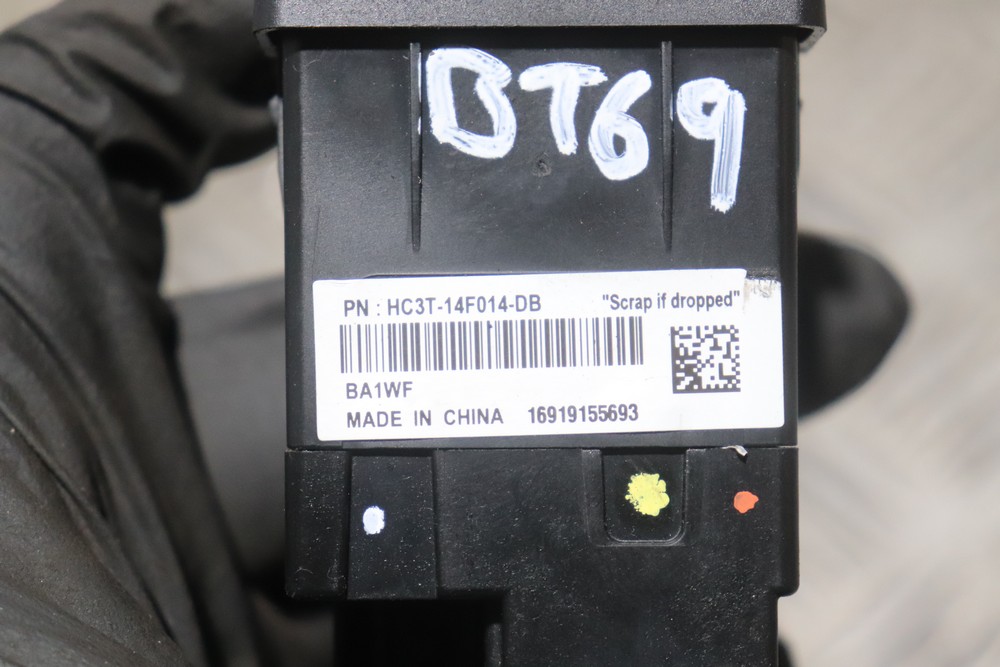 BT69
PN : HC3T-14F014-DB "Scrap if dropped"
BA1WF
MADE IN CHINA 16919155693